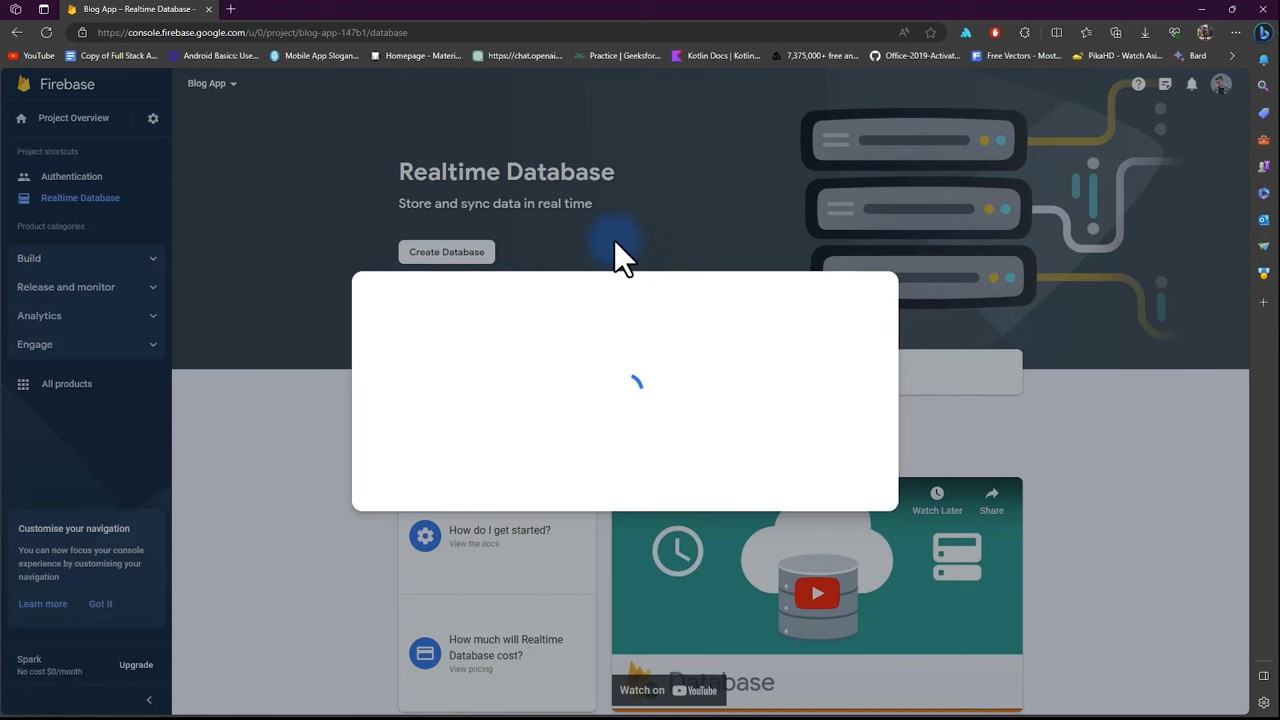 Blog App – Realtime Database –
https://console.firebase.google.com/u/0/project/blog-app-147b1/database
YouTube
Copy of Full Stack A...
Android Basics: Use...
Mobile App Slogan...
Homepage - Materi...
https://chat.openai...
Practice | Geeksfor...
Kotlin Docs | Kotlin...
7,375,000+ free an...
Office-2019-Activat...
Free Vectors - Most...
PikaHD - Watch Asi...
Bard
Firebase
Blog App
Project Overview
Project shortcuts
Authentication
Realtime Database
Product categories
Build
Release and monitor
Analytics
Engage
All products
Customise your navigation
You can now focus your console
experience by customising your
navigation
Learn more
Got it
Spark
No cost $0/month
Upgrade
Realtime Database
Store and sync data in real time
Create Database
How do I get started?
View the docs
How much will Realtime
Database cost?
View pricing
Watch Later
Share
Database
Watch on YouTube